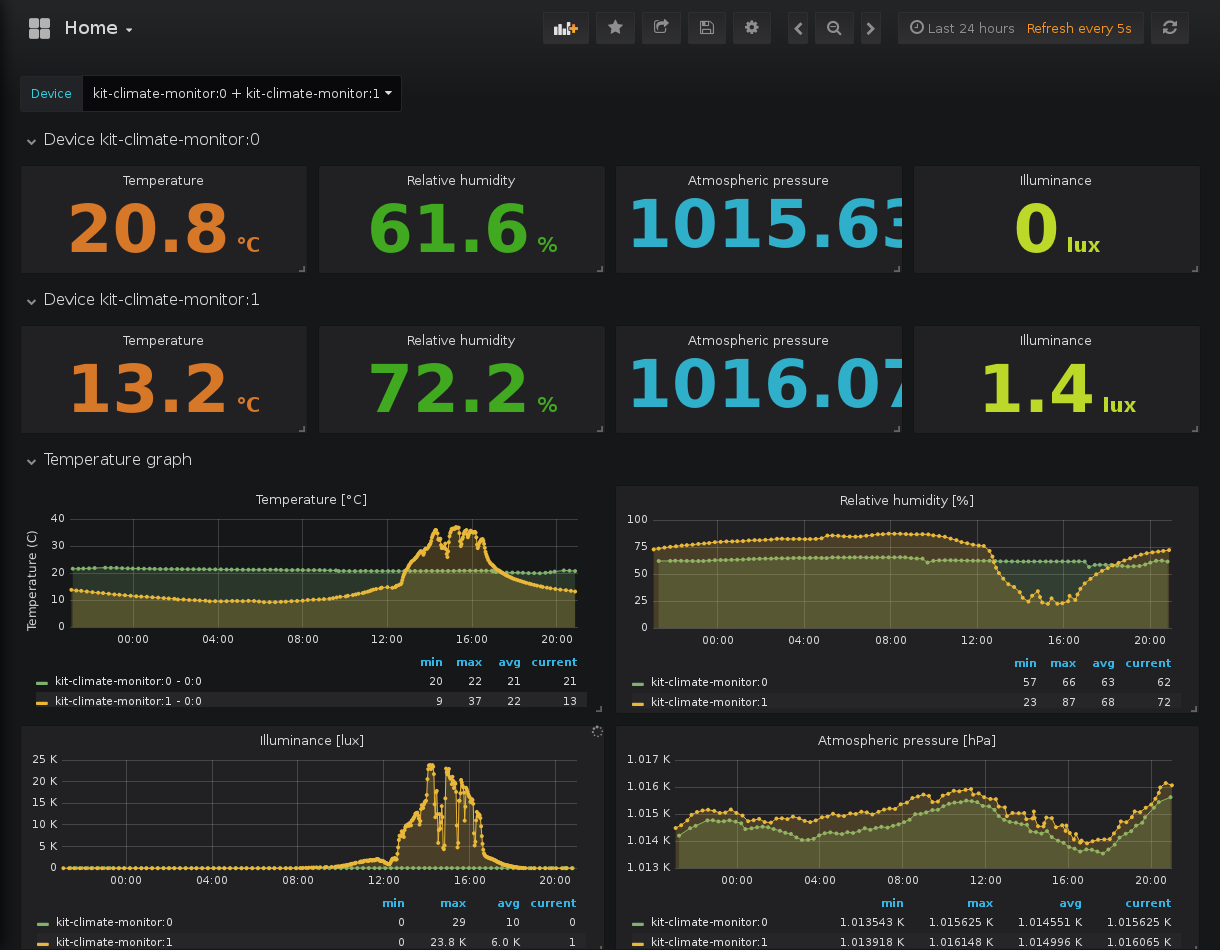 Home
Last 24 hours Refresh every 5s
Device kit-climate-monitor:0 + kit-climate-monitor:1
Device kit-climate-monitor:0
Temperature Relative humidity Atmospheric pressure Illuminance
20.8 °C 61.6 % 1015.63 0 lux
Device kit-climate-monitor:1
Temperature Relative humidity Atmospheric pressure Illuminance
13.2 °C 72.2 % 1016.07 1.4 lux
Temperature graph
Temperature [°C]
Temperature (C)
40
30
20
10
0
00:00 04:00 08:00 12:00 16:00 20:00
min max avg current
kit-climate-monitor:0 - 0:0 20 22 21 21
kit-climate-monitor:1 - 0:0 9 37 22 13
Relative humidity [%]
100
75
50
25
0
00:00 04:00 08:00 12:00 16:00 20:00
min max avg current
kit-climate-monitor:0 57 66 63 62
kit-climate-monitor:1 23 87 68 72
Illuminance [lux]
25 K
20 K
15 K
10 K
5 K
0
00:00 04:00 08:00 12:00 16:00 20:00
min max avg current
kit-climate-monitor:0 0 29 10 0
kit-climate-monitor:1 0 23.8 K 6.0 K 1
Atmospheric pressure [hPa]
1.017 K
1.016 K
1.015 K
1.014 K
1.013 K
00:00 04:00 08:00 12:00 16:00 20:00
min max avg current
kit-climate-monitor:0 1.013543 K 1.015625 K 1.014551 K 1.015625 K
kit-climate-monitor:1 1.013918 K 1.016148 K 1.014996 K 1.016065 K